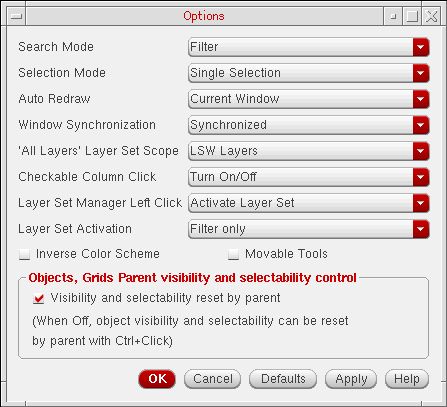 Options
Search Mode Filter
Selection Mode Single Selection
Auto Redraw Current Window
Window Synchronization Synchronized
'All Layers' Layer Set Scope LSW Layers
Checkable Column Click Turn On/Off
Layer Set Manager Left Click Activate Layer Set
Layer Set Activation Filter only
Inverse Color Scheme Movable Tools
Objects, Grids Parent visibility and selectability control
Visibility and selectability reset by parent
(When Off, object visibility and selectability can be reset
by parent with Ctrl+Click)
OK Cancel Defaults Apply Help